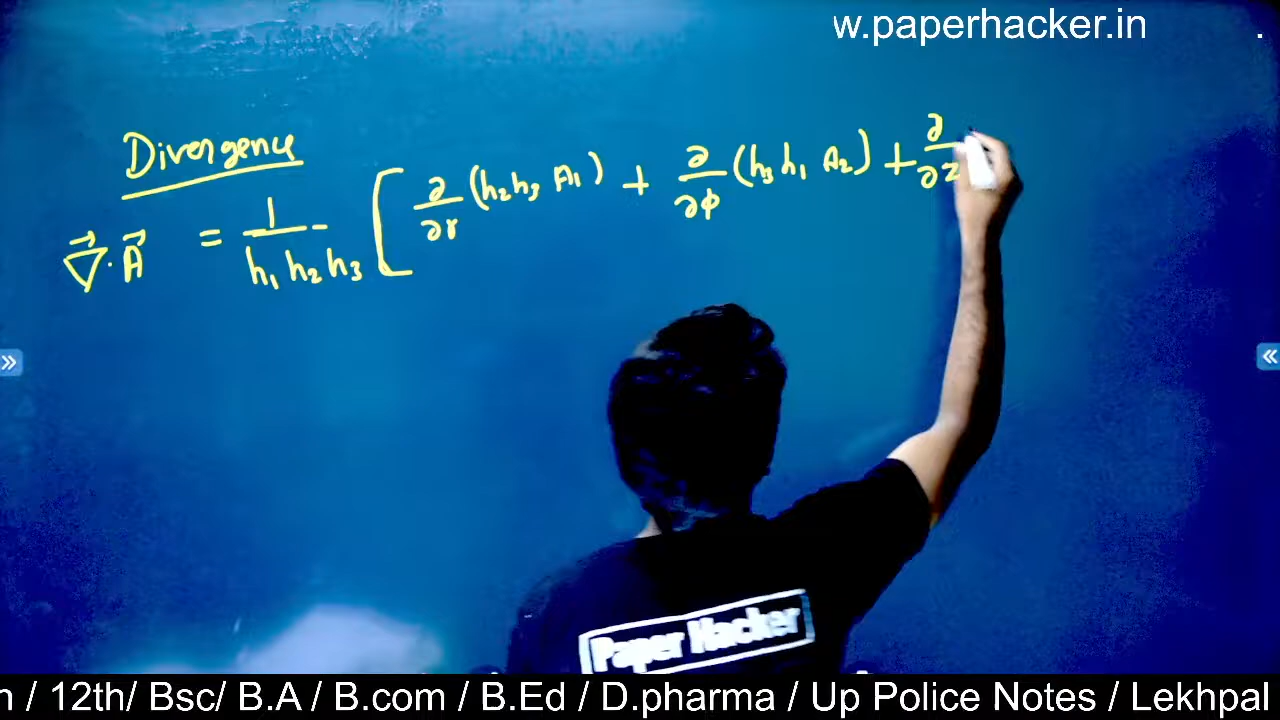 w.paperhacker.in .
Divergence
∇⃗·A⃗ = 1/(h₁h₂h₃) [ ∂/∂r (h₂h₃ A₁) + ∂/∂φ (h₃h₁ A₂) + ∂/∂z
Paper Hacker
n / 12th/ Bsc/ B.A / B.com / B.Ed / D.pharma / Up Police Notes / Lekhpal